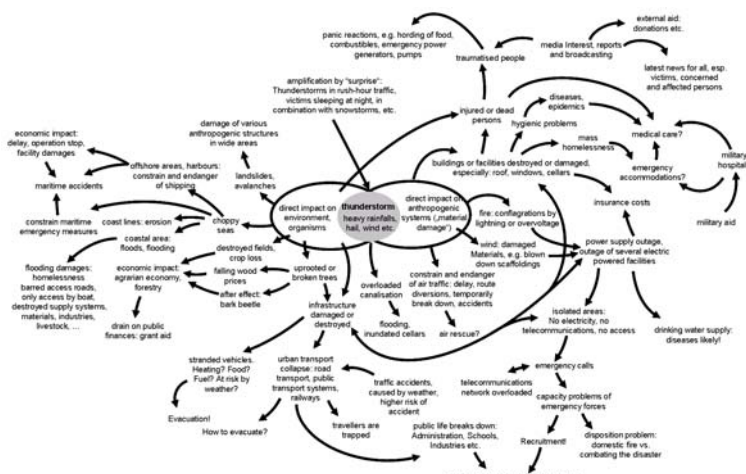 panic reactions, e.g. hording of food,
combustibles, emergency power
generators, pumps
traumatised people
media Interest, reports
and broadcasting
external aid:
donations etc.
latest news for all, esp.
victims, concerned
and affected persons
amplification by "surprise":
Thunderstorms in rush-hour traffic,
victims sleeping at night, in
combination with snowstorms, etc.
injured or dead
persons
diseases,
epidemics
hygienic problems
medical care?
mass
homelessness
military
hospital
emergency
accommodations?
military aid
damage of various
anthropogenic structures
in wide areas
landslides,
avalanches
economic impact:
delay, operation stop,
facility damages
offshore areas, harbours:
constrain and endanger
of shipping
maritime accidents
constrain maritime
emergency measures
choppy
seas
coast lines: erosion
coastal area:
floods, flooding
flooding damages:
homelessness
barred access roads,
only access by boat,
destroyed supply systems,
materials, industries,
livestock, ...
direct impact on
environment,
organisms
thunderstorm
heavy rainfalls,
hail, wind etc.
direct impact on
anthropogenic
systems („material
damage")
buildings or facilities destroyed or damaged,
especially: roof, windows, cellars
insurance costs
fire: conflagrations by
lightning or overvoltage
wind: damaged
Materials, e.g. blown
down scaffoldings
power supply outage,
outage of several electric
powered facilities
destroyed fields,
crop loss
economic impact:
agrarian economy,
forestry
falling wood
prices
after effect:
bark beetle
uprooted or
broken trees
drain on public
finances: grant aid
infrastructure
damaged or
destroyed
overloaded
canalisation
flooding,
inundated cellars
constrain and endanger
of air traffic: delay, route
diversions, temporarily
break down, accidents
air rescue?
isolated areas:
No electricity, no
telecommunications, no access
drinking water supply:
diseases likely!
stranded vehicles.
Heating? Food?
Fuel? At risk by
weather?
Evacuation!
urban transport
collapse: road
transport, public
transport systems,
railways
How to evacuate?
traffic accidents,
caused by weather,
higher risk of
accident
travellers are
trapped
emergency calls
telecommunications
network overloaded
capacity problems of
emergency forces
Recruitment!
disposition problem:
domestic fire vs.
combating the disaster
public life breaks down:
Administration, Schools,
Industries etc.